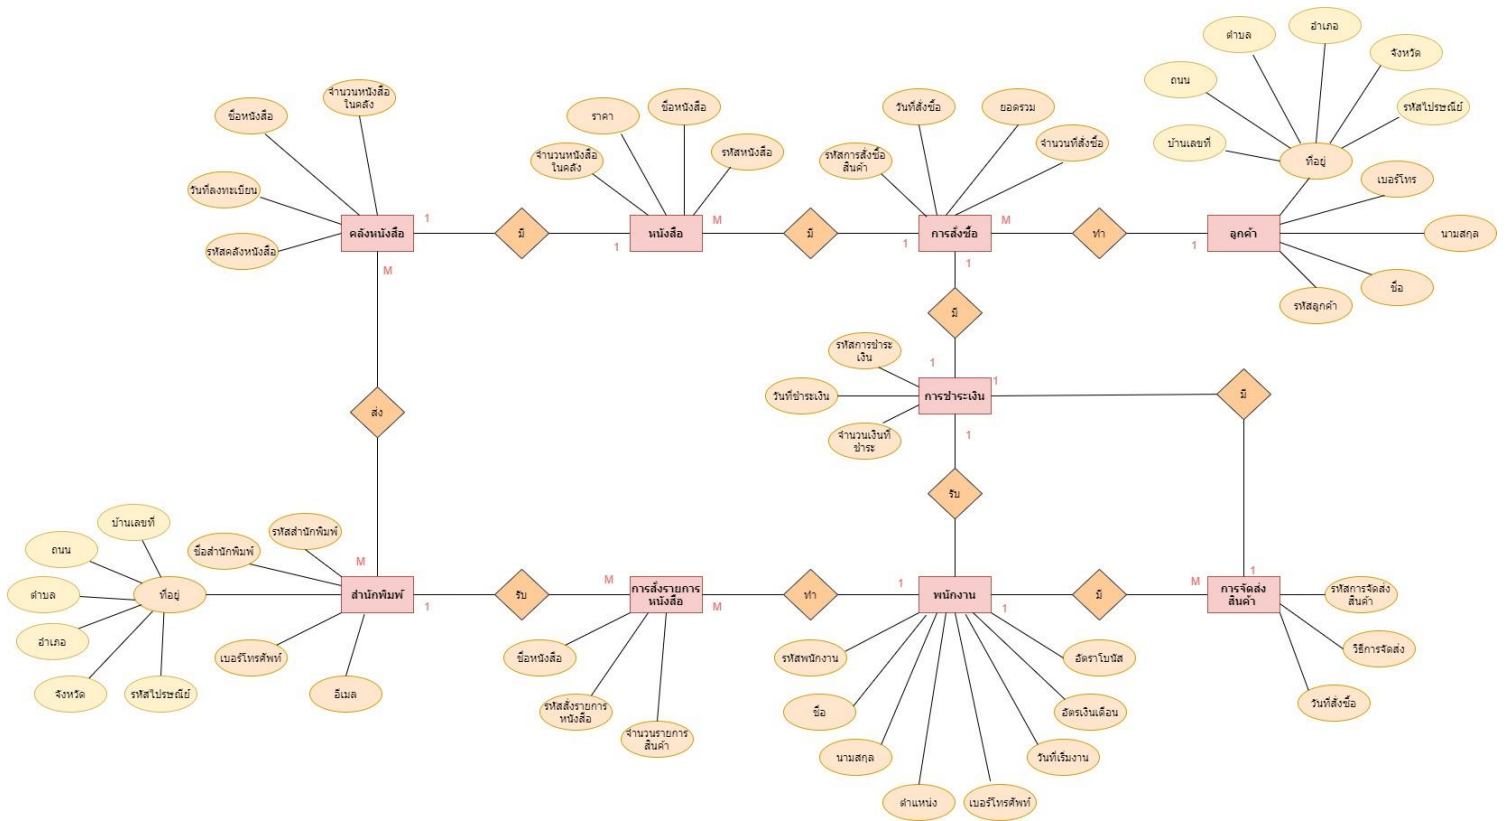 อำเภอ
ตำบล
จังหวัด
ถนน
รหัสไปรษณีย์
บ้านเลขที่
ที่อยู่
จำนวนหนังสือ
ในคลัง
ชื่อหนังสือ
วันที่ลงทะเบียน
รหัสคลังหนังสือ
ราคา
ชื่อหนังสือ
จำนวนหนังสือ
ในคลัง
รหัสหนังสือ
วันที่สั่งซื้อ
ยอดรวม
จำนวนที่สั่งซื้อ
รหัสการสั่งซื้อ
สินค้า
เบอร์โทร
นามสกุล
ชื่อ
รหัสลูกค้า
คลังหนังสือ
1
มี
1
หนังสือ
M
มี
1
การสั่งซื้อ
M
ทำ
1
ลูกค้า
M
1
มี
1
รหัสการชำระ
เงิน
วันที่ชำระเงิน
จำนวนเงินที่
ชำระ
การชำระเงิน
1
มี
ส่ง
1
รับ
บ้านเลขที่
ถนน
ตำบล
อำเภอ
จังหวัด
รหัสไปรษณีย์
ที่อยู่
รหัสสำนักพิมพ์
ชื่อสำนักพิมพ์
เบอร์โทรศัพท์
อีเมล
M
สำนักพิมพ์
1
รับ
M
การสั่งรายการ
หนังสือ
M
ทำ
1
พนักงาน
1
มี
M
1
การจัดส่ง
สินค้า
ชื่อหนังสือ
รหัสสั่งรายการ
หนังสือ
จำนวนรายการ
สินค้า
รหัสพนักงาน
ชื่อ
นามสกุล
ตำแหน่ง
เบอร์โทรศัพท์
วันที่เริ่มงาน
อัตรเงินเดือน
อัตราโบนัส
รหัสการจัดส่ง
สินค้า
วิธีการจัดส่ง
วันที่สั่งซื้อ